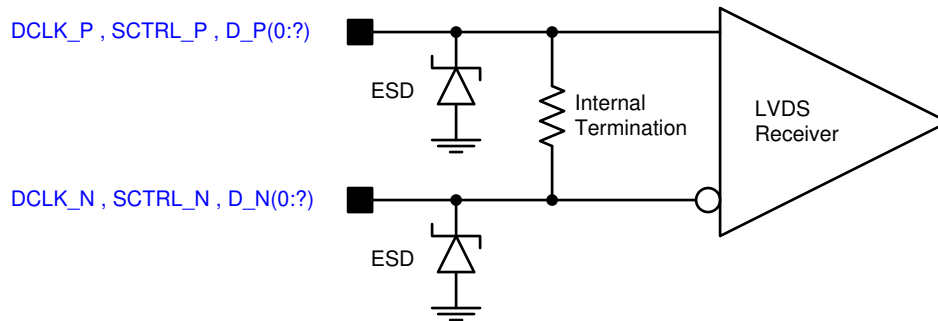 DCLK_P , SCTRL_P , D_P(0:?)
ESD
Internal
Termination
LVDS
Receiver
DCLK_N , SCTRL_N , D_N(0:?)
ESD